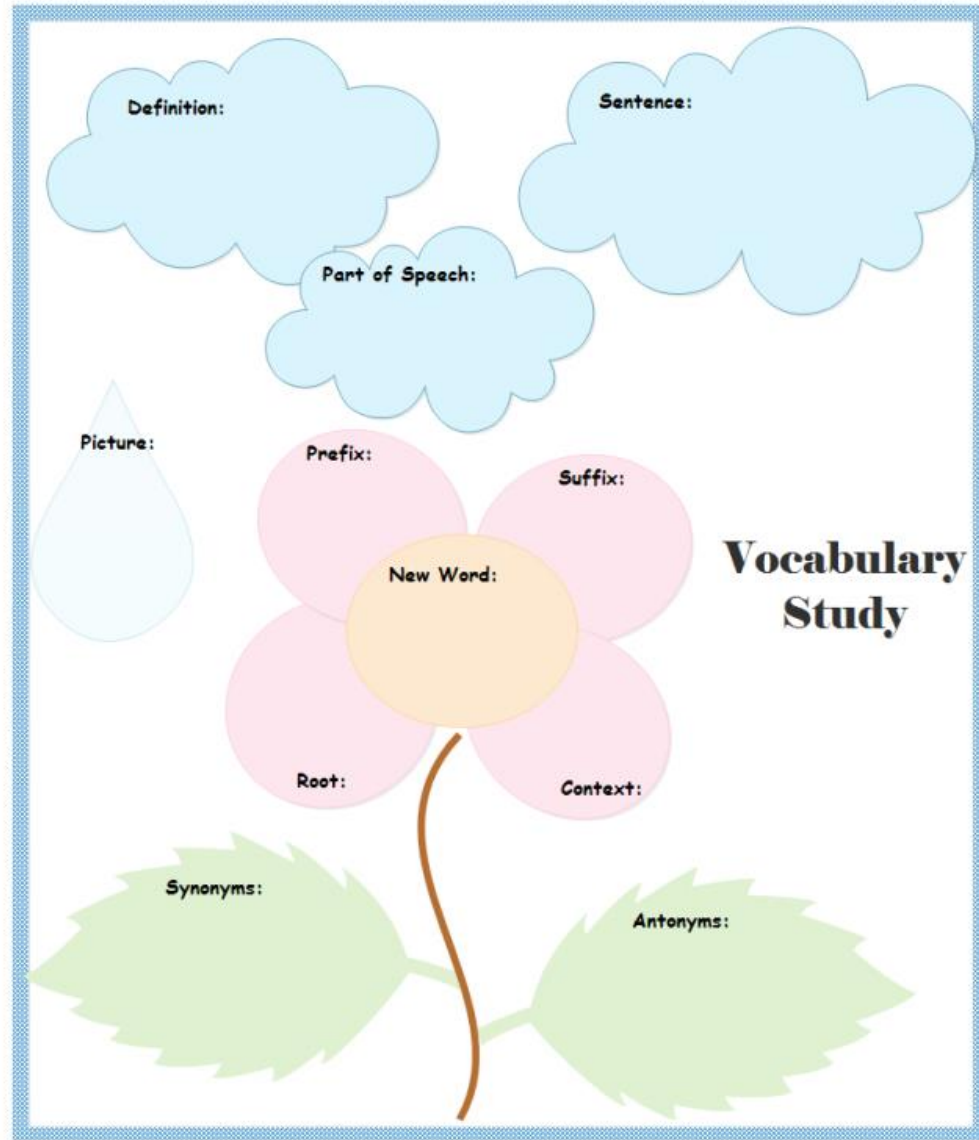 Definition:
Sentence:
Part of Speech:
Picture:
Prefix:
Suffix:
New Word:
Vocabulary
Study
Root:
Context:
Synonyms:
Antonyms: